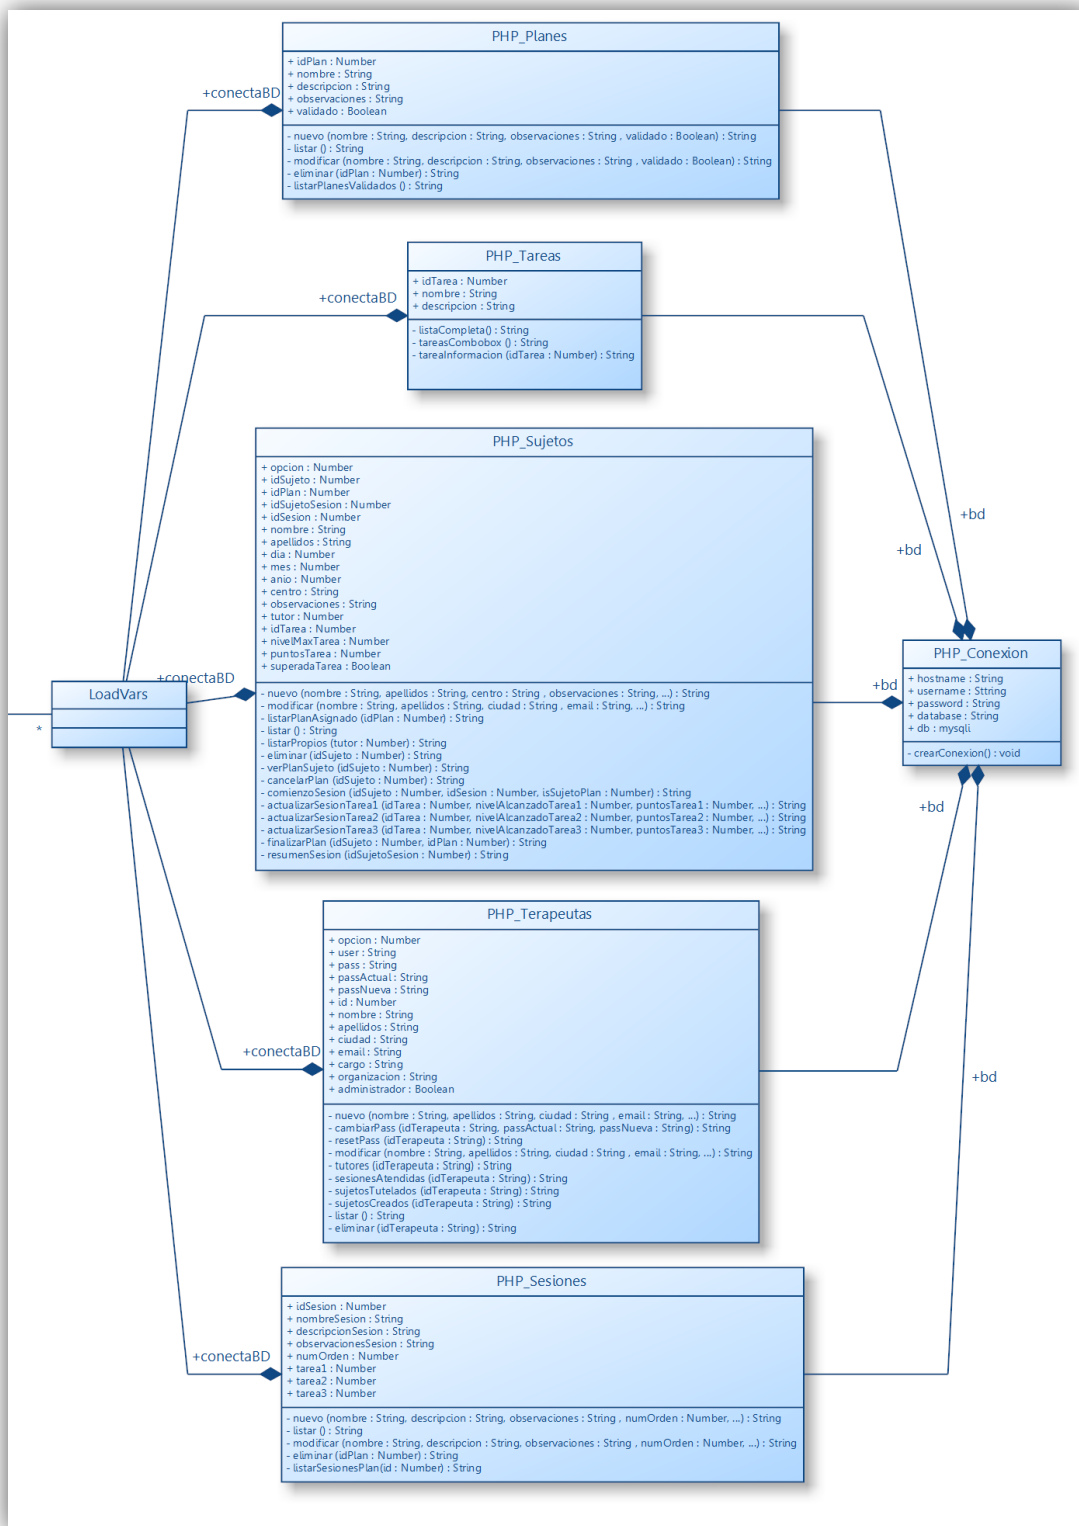 PHP_Planes
+ idPlan : Number
+ nombre : String
+ descripcion : String
+ observaciones : String
+ validado : Boolean
- nuevo (nombre : String, descripcion : String, observaciones : String , validado : Boolean) : String
- listar () : String
- modificar (nombre : String, descripcion : String, observaciones : String , validado : Boolean) : String
- eliminar (idPlan : Number) : String
- listarPlanesValidados () : String
+conectaBD
PHP_Tareas
+ idTarea : Number
+ nombre : String
+ descripcion : String
- listaCompleta() : String
- tareasCombobox () : String
- tareaInformacion (idTarea : Number) : String
+conectaBD
PHP_Sujetos
+ opcion : Number
+ idSujeto : Number
+ idPlan : Number
+ idSujetoSesion : Number
+ idSesion : Number
+ nombre : String
+ apellidos : String
+ dia : Number
+ mes : Number
+ anio : Number
+ centro : String
+ observaciones : String
+ tutor : Number
+ idTarea : Number
+ nivelMaxTarea : Number
+ puntosTarea : Number
+ superadaTarea : Boolean
- nuevo (nombre : String, apellidos : String, centro : String , observaciones : String, ...) : String
- modificar (nombre : String, apellidos : String, ciudad : String , email : String, ...) : String
- listarPlanAsignado (idPlan : Number) : String
- listar () : String
- listarPropios (tutor : Number) : String
- eliminar (idSujeto : Number) : String
- verPlanSujeto (idSujeto : Number) : String
- cancelarPlan (idSujeto : Number) : String
- comienzoSesion (idSujeto : Number, idSesion : Number, isSujetoPlan : Number) : String
- actualizarSesionTarea1 (idTarea : Number, nivelAlcanzadoTarea1 : Number, puntosTarea1 : Number, ...) : String
- actualizarSesionTarea2 (idTarea : Number, nivelAlcanzadoTarea2 : Number, puntosTarea2 : Number, ...) : String
- actualizarSesionTarea3 (idTarea : Number, nivelAlcanzadoTarea3 : Number, puntosTarea3 : Number, ...) : String
- finalizarPlan (idSujeto : Number, idPlan : Number) : String
- resumenSesion (idSujetoSesion : Number) : String
+conectaBD
LoadVars
*
+bd
+bd
+bd
PHP_Conexion
+ hostname : String
+ username : Sttring
+ password : String
+ database : String
+ db : mysqli
- crearConexion() : void
+bd
+bd
PHP_Terapeutas
+ opcion : Number
+ user : String
+ pass : String
+ passActual : String
+ passNueva : String
+ id : Number
+ nombre : String
+ apellidos : String
+ ciudad : String
+ email : String
+ cargo : String
+ organizacion : String
+ administrador : Boolean
- nuevo (nombre : String, apellidos : String, ciudad : String , email : String, ...) : String
- cambiarPass (idTerapeuta : String, passActual : String, passNueva : String) : String
- resetPass (idTerapeuta : String) : String
- modificar (nombre : String, apellidos : String, ciudad : String , email : String, ...) : String
- tutores (idTerapeuta : String) : String
- sesionesAtendidas (idTerapeuta : String) : String
- sujetosTutelados (idTerapeuta : String) : String
- sujetosCreados (idTerapeuta : String) : String
- listar () : String
- eliminar (idTerapeuta : String) : String
+conectaBD
PHP_Sesiones
+ idSesion : Number
+ nombreSesion : String
+ descripcionSesion : String
+ observacionesSesion : String
+ numOrden : Number
+ tarea1 : Number
+ tarea2 : Number
+ tarea3 : Number
- nuevo (nombre : String, descripcion : String, observaciones : String , numOrden : Number, ...) : String
- listar () : String
- modificar (nombre : String, descripcion : String, observaciones : String , numOrden : Number, ...) : String
- eliminar (idPlan : Number) : String
- listarSesionesPlan(id : Number) : String
+conectaBD